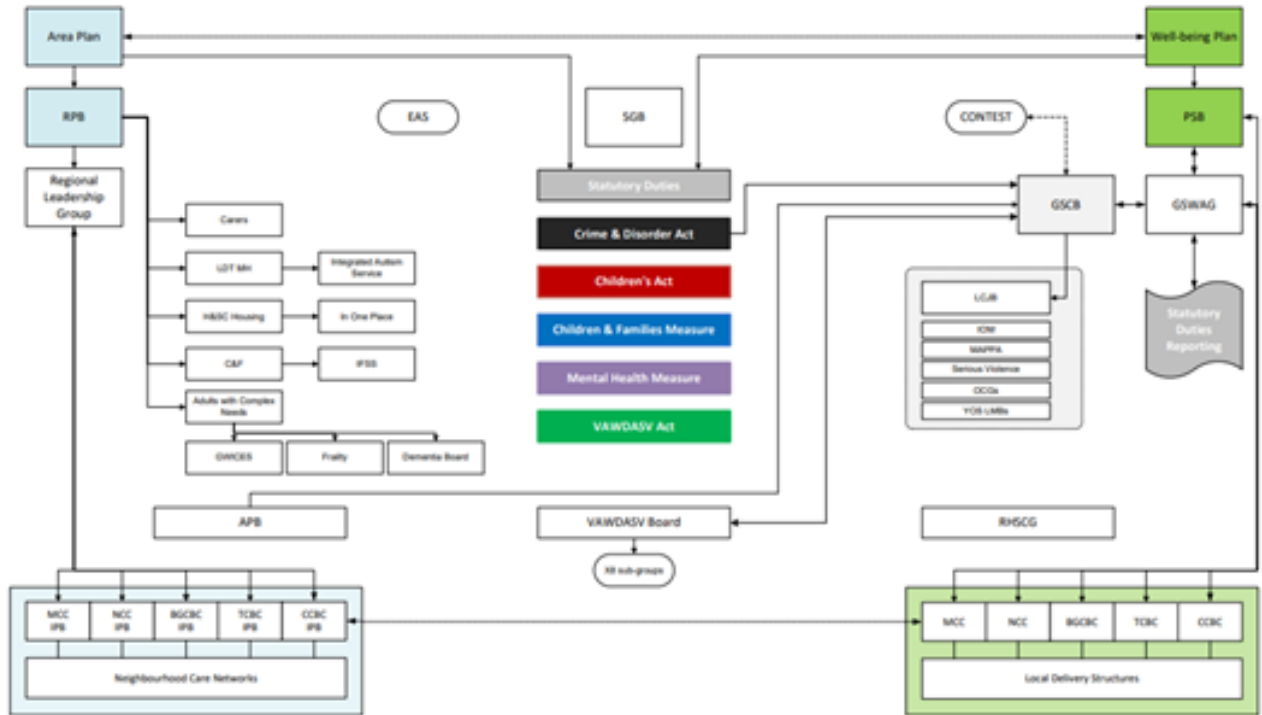 Area Plan
Well-being Plan
RPB
EAS
SGB
CONTEST
PSB
Regional
Leadership
Group
Statutory Duties
GSCB
GSWAG
Carers
Crime & Disorder Act
LDT MH
Integrated Autism
Service
Children's Act
LCJB
Statutory
Duties
Reporting
H&SC Housing
In One Place
Children & Families Measure
IOM
MAPPA
Serious Violence
OCGs
YOS LMBs
C&F
IFSS
Mental Health Measure
Adults with Complex
Needs
VAWDASV Act
GWICES
Frailty
Dementia Board
APB
VAWDASV Board
RHSCG
X8 sub-groups
MCC
IPB
NCC
IPB
BGCBC
IPB
TCBC
IPB
CCBC
IPB
MCC
NCC
BGCBC
TCBC
CCBC
Neighbourhood Care Networks
Local Delivery Structures